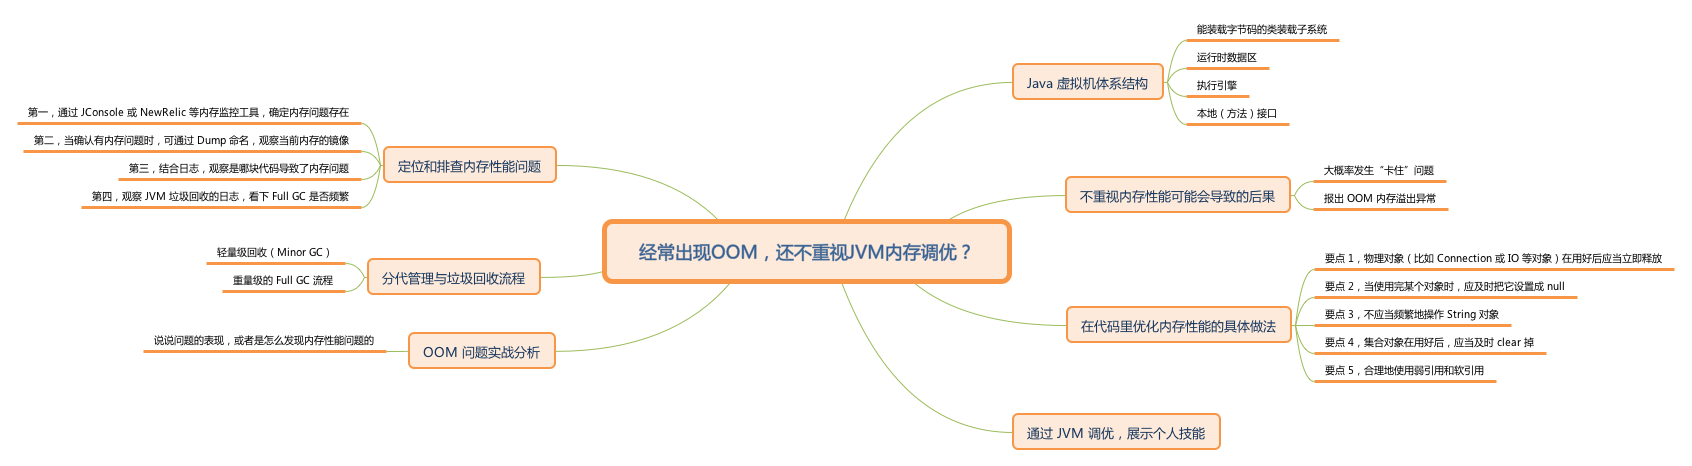 经常出现OOM，还不重视JVM内存调优？
Java 虚拟机体系结构
能装载字节码的类装载子系统
运行时数据区
执行引擎
本地（方法）接口
不重视内存性能可能会导致的后果
大概率发生“卡住”问题
报出 OOM 内存溢出异常
在代码里优化内存性能的具体做法
要点 1，物理对象（比如 Connection 或 IO 等对象）在用好后应当立即释放
要点 2，当使用完某个对象时，应及时把它设置成 null
要点 3，不应当频繁地操作 String 对象
要点 4，集合对象在用好后，应当及时 clear 掉
要点 5，合理地使用弱引用和软引用
通过 JVM 调优，展示个人技能
定位和排查内存性能问题
第一，通过 JConsole 或 NewRelic 等内存监控工具，确定内存问题存在
第二，当确认有内存问题时，可通过 Dump 命名，观察当前内存的镜像
第三，结合日志，观察是哪块代码导致了内存问题
第四，观察 JVM 垃圾回收的日志，看下 Full GC 是否频繁
分代管理与垃圾回收流程
轻量级回收（Minor GC）
重量级的 Full GC 流程
OOM 问题实战分析
说说问题的表现，或者是怎么发现内存性能问题的